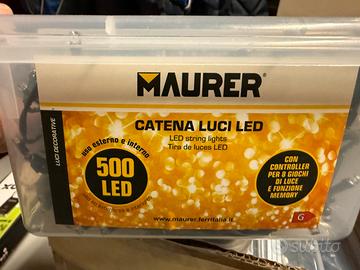 MAURER®
CATENA LUCI LED
LED string lights
Tira de luces LED
LUCI DECORATIVE
uso esterno e interno
500
LED
CON CONTROLLER
PER 8 GIOCHI
DI LUCE
E FUNZIONE
MEMORY
www.maurer.ferritalia.it
G
subito